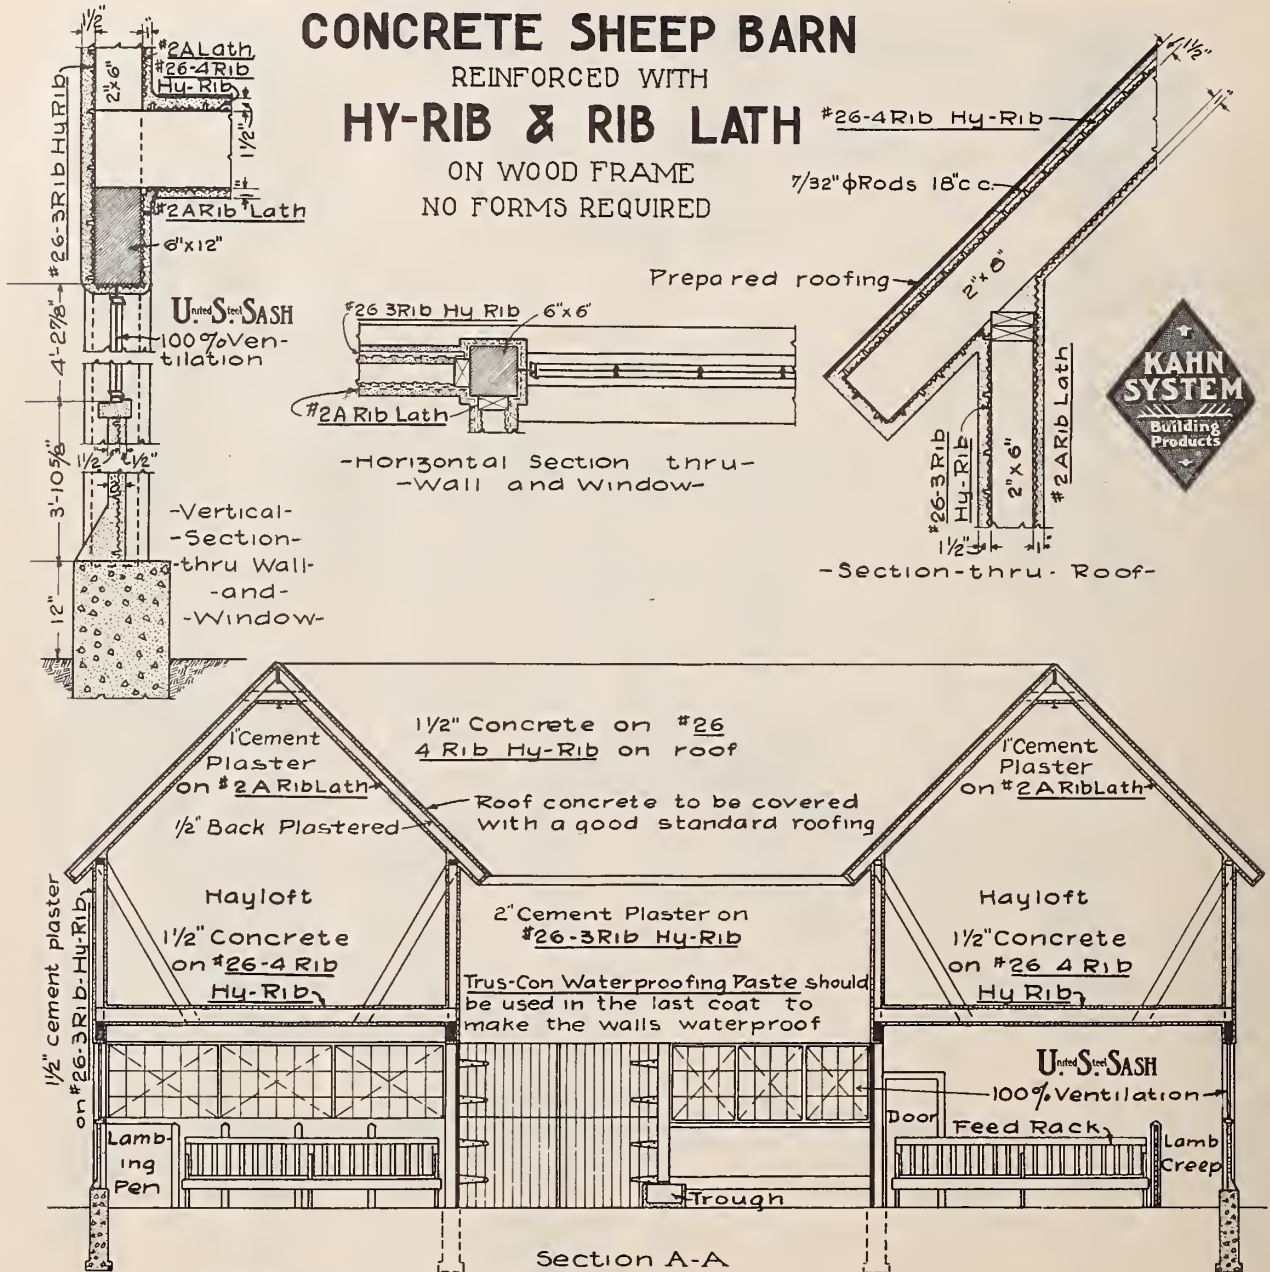 CONCRETE SHEEP BARN
REINFORCED WITH
HY-RIB & RIB LATH
ON WOOD FRAME
NO FORMS REQUIRED
1½"
1"
#2A Lath
#26-4Rib
Hy-Rib
2"x6"
#26-3Rib HyRib
1½"
#2A Rib Lath
6"x12"
United Steel SASH
100% Ven-
tilation
4'-2⅞"
3'-10⅝"
12"
1½"
½"
-Vertical-
-Section-
-thru Wall-
-and-
-Window-
#26 3Rib Hy Rib
6"x6"
#2A Rib Lath
-Horizontal Section thru-
-Wall and Window-
1½"
#26-4Rib Hy-Rib
7/32" φ Rods 18" c c.
Prepared roofing
2"x8"
#26-3Rib
Hy-Rib
2"x6"
#2A Rib Lath
1½"
1"
-Section-thru- Roof-
KAHN
SYSTEM
Building
Products
1½" Concrete on #26
4 Rib Hy-Rib on roof
1" Cement
Plaster
on #2A RibLath
½" Back Plastered
Roof concrete to be covered
with a good standard roofing
1" Cement
Plaster
on #2A RibLath
1½" cement plaster
on #26-3Rib-Hy-Rib
Hayloft
1½" Concrete
on #26-4 Rib
Hy-Rib
2" Cement Plaster on
#26-3Rib Hy-Rib
Trus-Con Waterproofing Paste should
be used in the last coat to
make the walls waterproof
Hayloft
1½" Concrete
on #26 4 Rib
Hy Rib
United Steel SASH
100% Ventilation
Lamb-
ing
Pen
Trough
Door
Feed Rack
Lamb
Creep
Section A-A